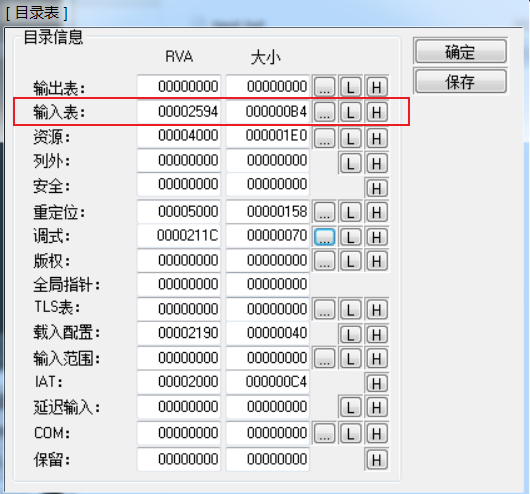 [ 目录表 ]
目录信息
RVA 大小
确定
保存
输出表: 00000000 00000000 ... L H
输入表: 00002594 000000B4 ... L H
资源: 00004000 000001E0 ... L H
列外: 00000000 00000000 L H
安全: 00000000 00000000 H
重定位: 00005000 00000158 ... L H
调式: 0000211C 00000070 ... L H
版权: 00000000 00000000 ... L H
全局指针: 00000000 00000000
TLS表: 00000000 00000000 ... L H
载入配置: 00002190 00000040 L H
输入范围: 00000000 00000000 ... L H
IAT: 00002000 000000C4 H
延迟输入: 00000000 00000000 L H
COM: 00000000 00000000 ... L H
保留: 00000000 00000000 H